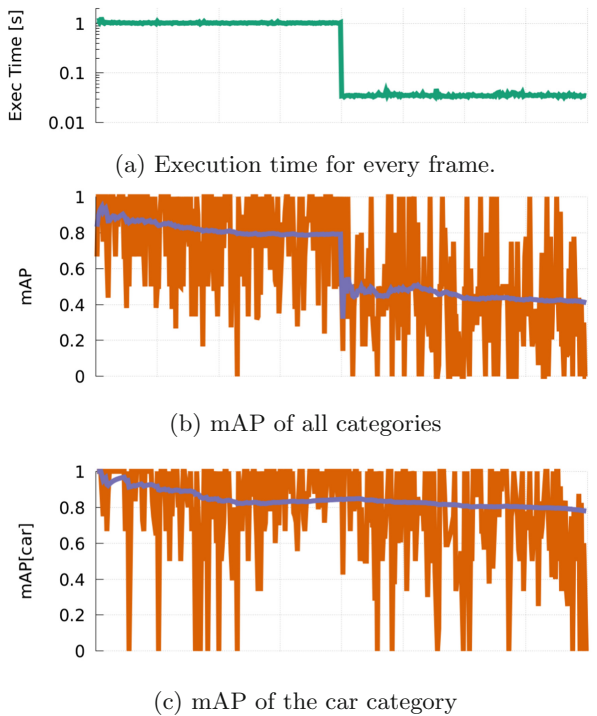 Exec Time [s]
1
0.1
0.01
(a) Execution time for every frame.
mAP
1
0.8
0.6
0.4
0.2
0
(b) mAP of all categories
mAP[car]
1
0.8
0.6
0.4
0.2
0
(c) mAP of the car category